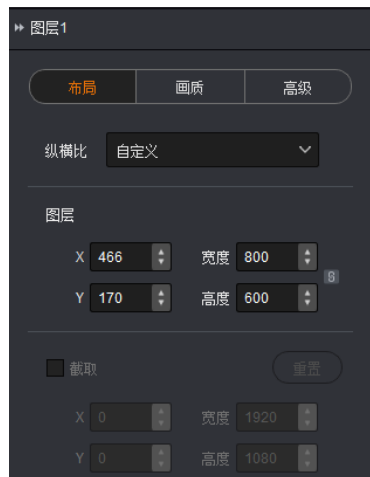 图层1
布局 画质 高级
纵横比 自定义
图层
X 466 宽度 800
Y 170 高度 600
截取 重置
X 0 宽度 1920
Y 0 高度 1080